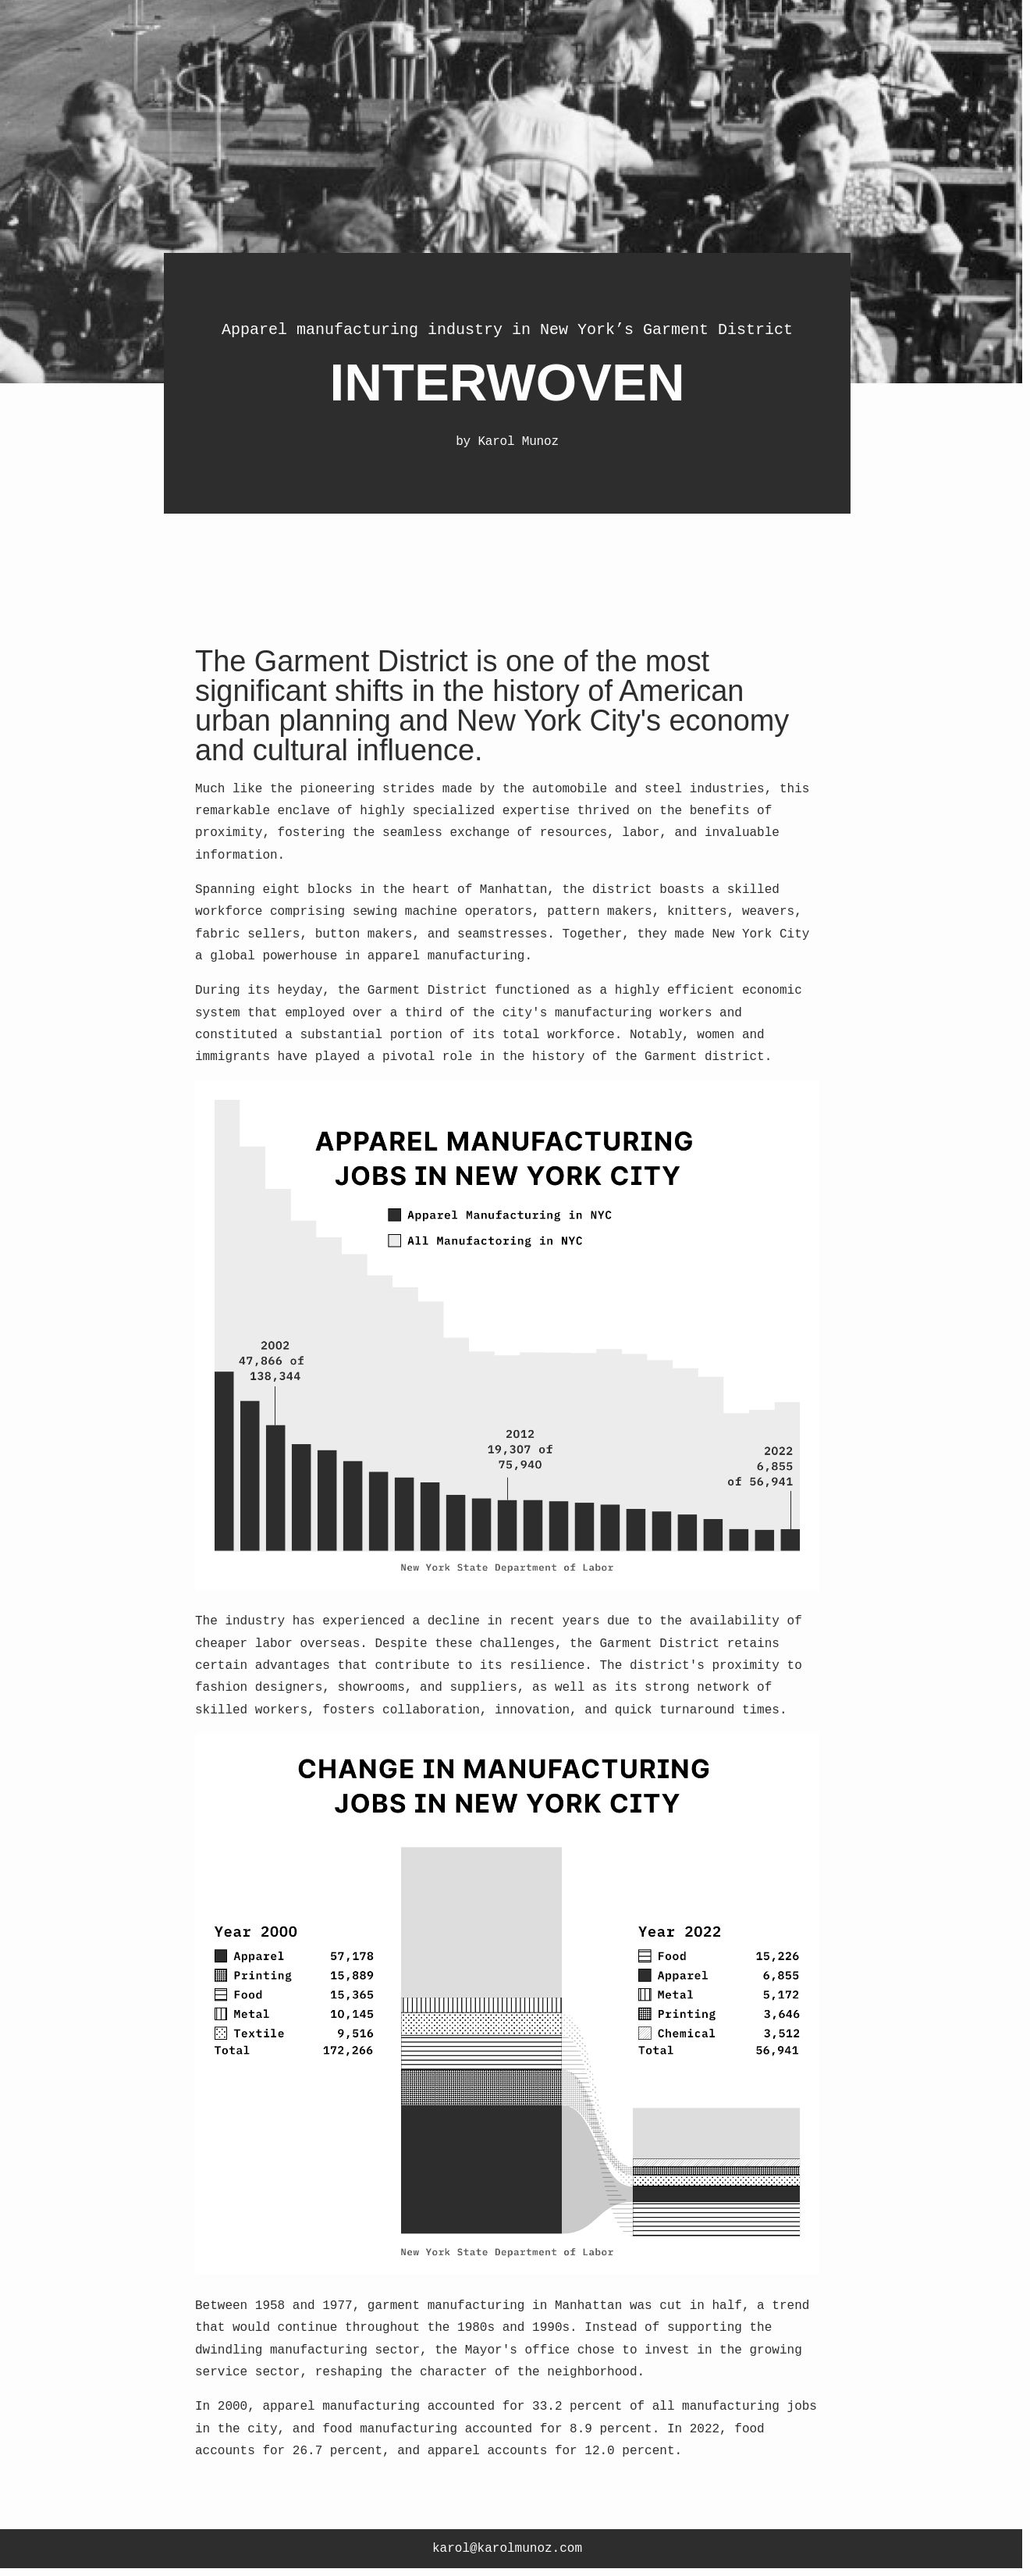 Apparel manufacturing industry in New York’s Garment District
INTERWOVEN
by Karol Munoz
The Garment District is one of the most
significant shifts in the history of American
urban planning and New York City's economy
and cultural influence.
Much like the pioneering strides made by the automobile and steel industries, this
remarkable enclave of highly specialized expertise thrived on the benefits of
proximity, fostering the seamless exchange of resources, labor, and invaluable
information.
Spanning eight blocks in the heart of Manhattan, the district boasts a skilled
workforce comprising sewing machine operators, pattern makers, knitters, weavers,
fabric sellers, button makers, and seamstresses. Together, they made New York City
a global powerhouse in apparel manufacturing.
During its heyday, the Garment District functioned as a highly efficient economic
system that employed over a third of the city's manufacturing workers and
constituted a substantial portion of its total workforce. Notably, women and
immigrants have played a pivotal role in the history of the Garment district.
APPAREL MANUFACTURING
JOBS IN NEW YORK CITY
Apparel Manufacturing in NYC
All Manufactoring in NYC
2002
47,866 of
138,344
2012
19,307 of
75,940
2022
6,855
of 56,941
New York State Department of Labor
The industry has experienced a decline in recent years due to the availability of
cheaper labor overseas. Despite these challenges, the Garment District retains
certain advantages that contribute to its resilience. The district's proximity to
fashion designers, showrooms, and suppliers, as well as its strong network of
skilled workers, fosters collaboration, innovation, and quick turnaround times.
CHANGE IN MANUFACTURING
JOBS IN NEW YORK CITY
Year 2000
Apparel 57,178
Printing 15,889
Food 15,365
Metal 10,145
Textile 9,516
Total 172,266
Year 2022
Food 15,226
Apparel 6,855
Metal 5,172
Printing 3,646
Chemical 3,512
Total 56,941
New York State Department of Labor
Between 1958 and 1977, garment manufacturing in Manhattan was cut in half, a trend
that would continue throughout the 1980s and 1990s. Instead of supporting the
dwindling manufacturing sector, the Mayor's office chose to invest in the growing
service sector, reshaping the character of the neighborhood.
In 2000, apparel manufacturing accounted for 33.2 percent of all manufacturing jobs
in the city, and food manufacturing accounted for 8.9 percent. In 2022, food
accounts for 26.7 percent, and apparel accounts for 12.0 percent.
karol@karolmunoz.com